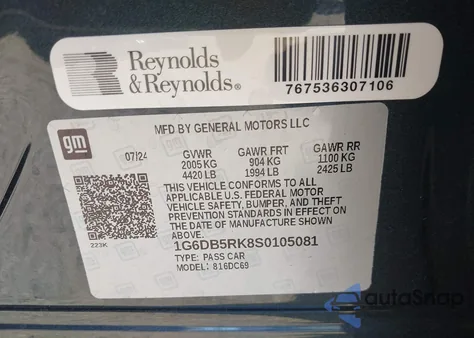 Reynolds
& Reynolds®
767536307106
MFD BY GENERAL MOTORS LLC
gm
07/24
GVWR GAWR FRT GAWR RR
2005 KG 904 KG 1100 KG
4420 LB 1994 LB 2425 LB
THIS VEHICLE CONFORMS TO ALL
APPLICABLE U.S. FEDERAL MOTOR
VEHICLE SAFETY, BUMPER, AND THEFT
PREVENTION STANDARDS IN EFFECT ON
THE DATE OF MANUFACTURE SHOWN
ABOVE.
223K
1G6DB5RK8S0105081
TYPE: PASS CAR
MODEL: 816DC69
AutoSnap